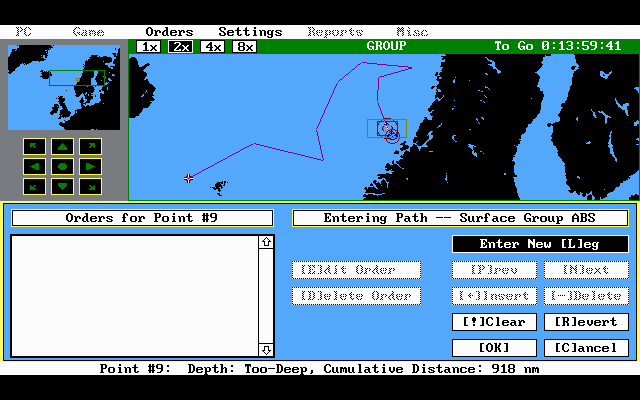 PC Game Orders Settings Reports Misc
1x 2x 4x 8x GROUP To Go 0:13:59:41
Orders for Point #9
Entering Path -- Surface Group ABS
Enter New [L]eg
[E]dit Order [P]rev [N]ext
[D]elete Order [+]Insert [-]Delete
[!]Clear [R]evert
[OK] [C]ancel
Point #9: Depth: Too-Deep, Cumulative Distance: 918 nm